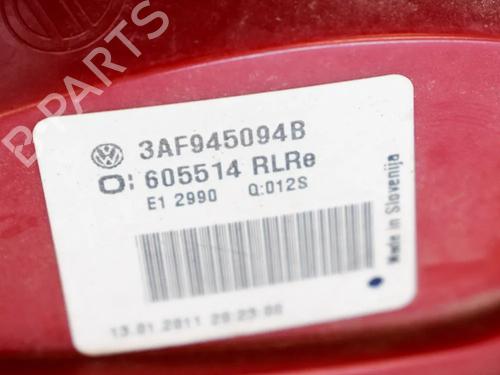 B-PARTS
3AF945094B
O: 605514 RLRe
E1 2990 Q:012S
Made in Slovenija
13.01.2011 20:23:00